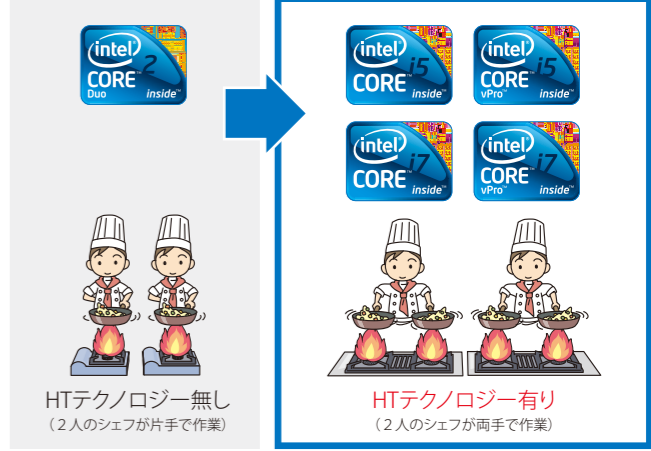 intel
CORE 2
Duo inside™
intel
CORE™ i5
inside™
intel
CORE i5
vPro™ inside™
intel
CORE™ i7
inside™
intel
CORE i7
vPro™ inside™
HTテクノロジー無し
（２人のシェフが片手で作業）
HTテクノロジー有り
（２人のシェフが両手で作業）